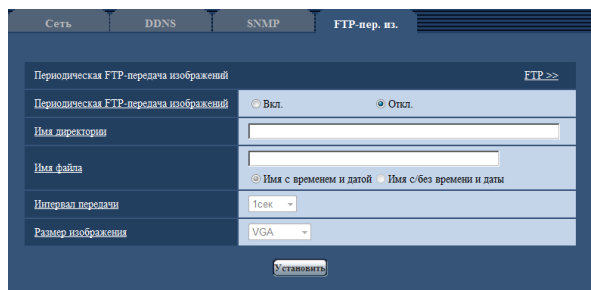 Сеть DDNS SNMP FTP-пер. из.
Периодическая FTP-передача изображений FTP >>
Периодическая FTP-передача изображений Вкл. Откл.
Имя директории
Имя файла
Имя с временем и датой Имя с/без времени и даты
Интервал передачи 1сек
Размер изображения VGA
Установить